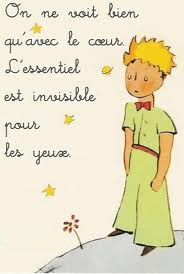 On ne voit bien
qu'avec le cœur.
L'essentiel
est invisible
pour
les yeux.